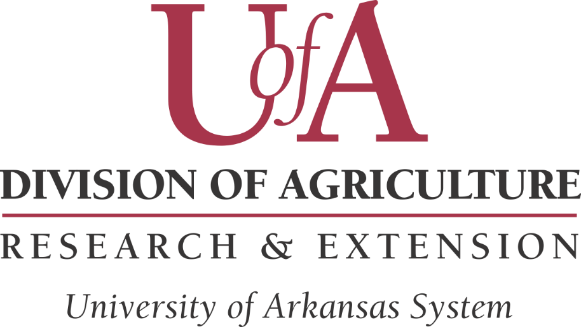 UofA
DIVISION OF AGRICULTURE
RESEARCH & EXTENSION
University of Arkansas System